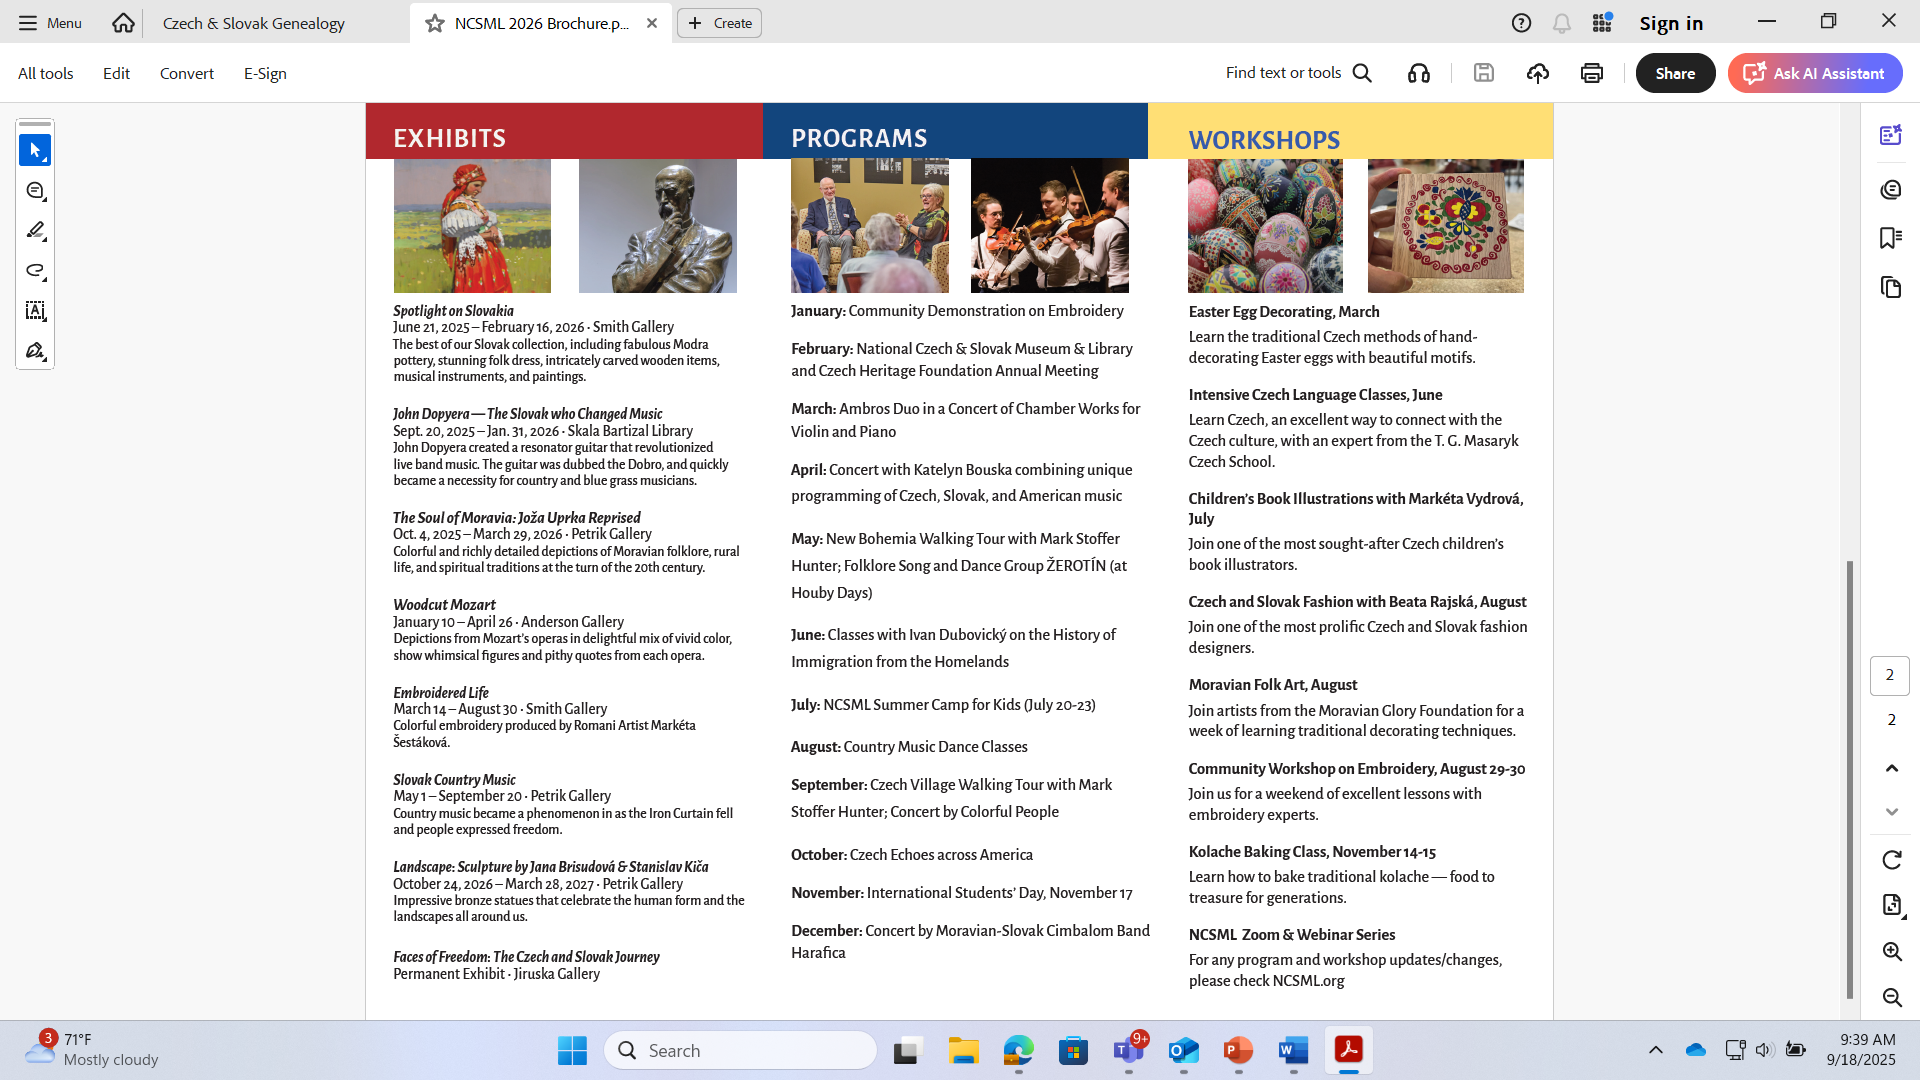 Menu
Czech & Slovak Genealogy
NCSML 2026 Brochure.p...
Create
Sign in
All tools
Edit
Convert
E-Sign
Find text or tools
Share
Ask AI Assistant
EXHIBITS
Spotlight on Slovakia
June 21, 2025 – February 16, 2026 · Smith Gallery
The best of our Slovak collection, including fabulous Modra
pottery, stunning folk dress, intricately carved wooden items,
musical instruments, and paintings.
John Dopyera — The Slovak who Changed Music
Sept. 20, 2025 – Jan. 31, 2026 · Skala Bartizal Library
John Dopyera created a resonator guitar that revolutionized
live band music. The guitar was dubbed the Dobro, and quickly
became a necessity for country and blue grass musicians.
The Soul of Moravia: Joža Uprka Reprised
Oct. 4, 2025 – March 29, 2026 · Petrik Gallery
Colorful and richly detailed depictions of Moravian folklore, rural
life, and spiritual traditions at the turn of the 20th century.
Woodcut Mozart
January 10 – April 26 · Anderson Gallery
Depictions from Mozart's operas in delightful mix of vivid color,
show whimsical figures and pithy quotes from each opera.
Embroidered Life
March 14 – August 30 · Smith Gallery
Colorful embroidery produced by Romani Artist Markéta
Šestáková.
Slovak Country Music
May 1 – September 20 · Petrik Gallery
Country music became a phenomenon in as the Iron Curtain fell
and people expressed freedom.
Landscape: Sculpture by Jana Brisudová & Stanislav Kiča
October 24, 2026 – March 28, 2027 · Petrik Gallery
Impressive bronze statues that celebrate the human form and the
landscapes all around us.
Faces of Freedom: The Czech and Slovak Journey
Permanent Exhibit · Jiruska Gallery
PROGRAMS
January: Community Demonstration on Embroidery
February: National Czech & Slovak Museum & Library
and Czech Heritage Foundation Annual Meeting
March: Ambros Duo in a Concert of Chamber Works for
Violin and Piano
April: Concert with Katelyn Bouska combining unique
programming of Czech, Slovak, and American music
May: New Bohemia Walking Tour with Mark Stoffer
Hunter; Folklore Song and Dance Group ŽEROTÍN (at
Houby Days)
June: Classes with Ivan Dubovický on the History of
Immigration from the Homelands
July: NCSML Summer Camp for Kids (July 20-23)
August: Country Music Dance Classes
September: Czech Village Walking Tour with Mark
Stoffer Hunter; Concert by Colorful People
October: Czech Echoes across America
November: International Students' Day, November 17
December: Concert by Moravian-Slovak Cimbalom Band
Harafica
WORKSHOPS
Easter Egg Decorating, March
Learn the traditional Czech methods of hand-
decorating Easter eggs with beautiful motifs.
Intensive Czech Language Classes, June
Learn Czech, an excellent way to connect with the
Czech culture, with an expert from the T. G. Masaryk
Czech School.
Children's Book Illustrations with Markéta Vydrová,
July
Join one of the most sought-after Czech children's
book illustrators.
Czech and Slovak Fashion with Beata Rajská, August
Join one of the most prolific Czech and Slovak fashion
designers.
Moravian Folk Art, August
Join artists from the Moravian Glory Foundation for a
week of learning traditional decorating techniques.
Community Workshop on Embroidery, August 29-30
Join us for a weekend of excellent lessons with
embroidery experts.
Kolache Baking Class, November 14-15
Learn how to bake traditional kolache — food to
treasure for generations.
NCSML Zoom & Webinar Series
For any program and workshop updates/changes,
please check NCSML.org
2
2
3
71°F
Mostly cloudy
Search
9+
9:39 AM
9/18/2025